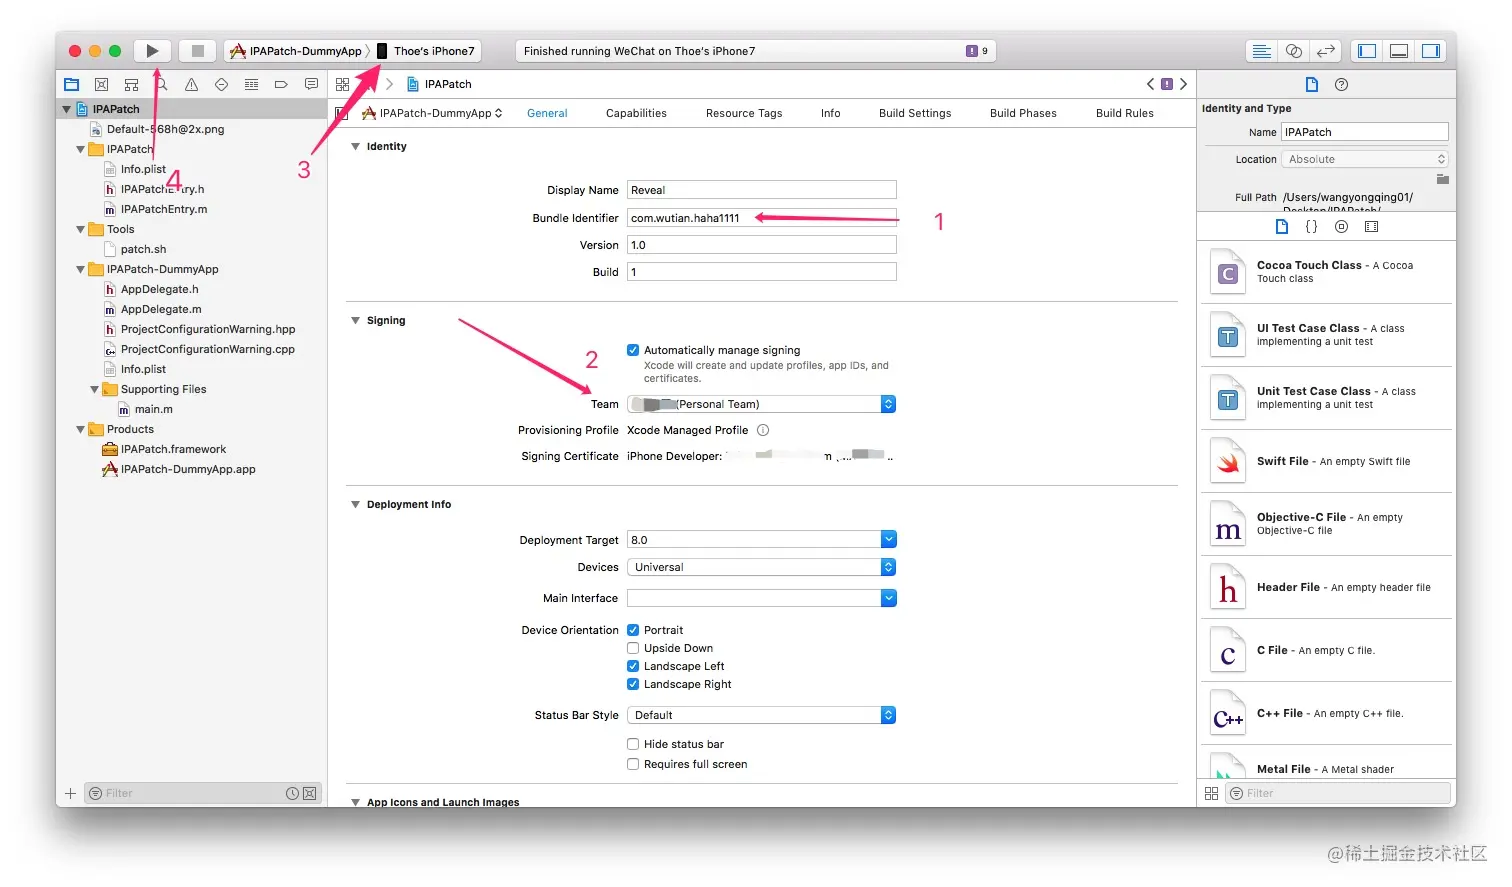 IPAPatch-DummyApp 〉 Thoe's iPhone7
Finished running WeChat on Thoe's iPhone7
9
IPAPatch
Default-568h@2x.png
IPAPatch
Info.plist
IPAPatchEntry.h
IPAPatchEntry.m
Tools
patch.sh
IPAPatch-DummyApp
AppDelegate.h
AppDelegate.m
ProjectConfigurationWarning.hpp
ProjectConfigurationWarning.cpp
Info.plist
Supporting Files
main.m
Products
IPAPatch.framework
IPAPatch-DummyApp.app
Filter
4
3
IPAPatch
IPAPatch-DummyApp
General
Capabilities
Resource Tags
Info
Build Settings
Build Phases
Build Rules
Identity
Display Name Reveal
Bundle Identifier com.wutian.haha1111
1
Version 1.0
Build 1
Signing
2
Automatically manage signing
Xcode will create and update profiles, app IDs, and
certificates.
Team (Personal Team)
Provisioning Profile Xcode Managed Profile
Signing Certificate iPhone Developer:
Deployment Info
Deployment Target 8.0
Devices Universal
Main Interface
Device Orientation Portrait
Upside Down
Landscape Left
Landscape Right
Status Bar Style Default
Hide status bar
Requires full screen
App Icons and Launch Images
Identity and Type
Name IPAPatch
Location Absolute
Full Path /Users/wangyongqing01/
Desktop/IPAPatch/
{ }
Cocoa Touch Class - A Cocoa
Touch class
UI Test Case Class - A class
implementing a unit test
Unit Test Case Class - A class
implementing a unit test
Swift File - An empty Swift file
Objective-C File - An empty
Objective-C file
Header File - An empty header file
C File - An empty C file.
C++ File - An empty C++ file.
Metal File - A Metal shader
Filter
@稀土掘金技术社区